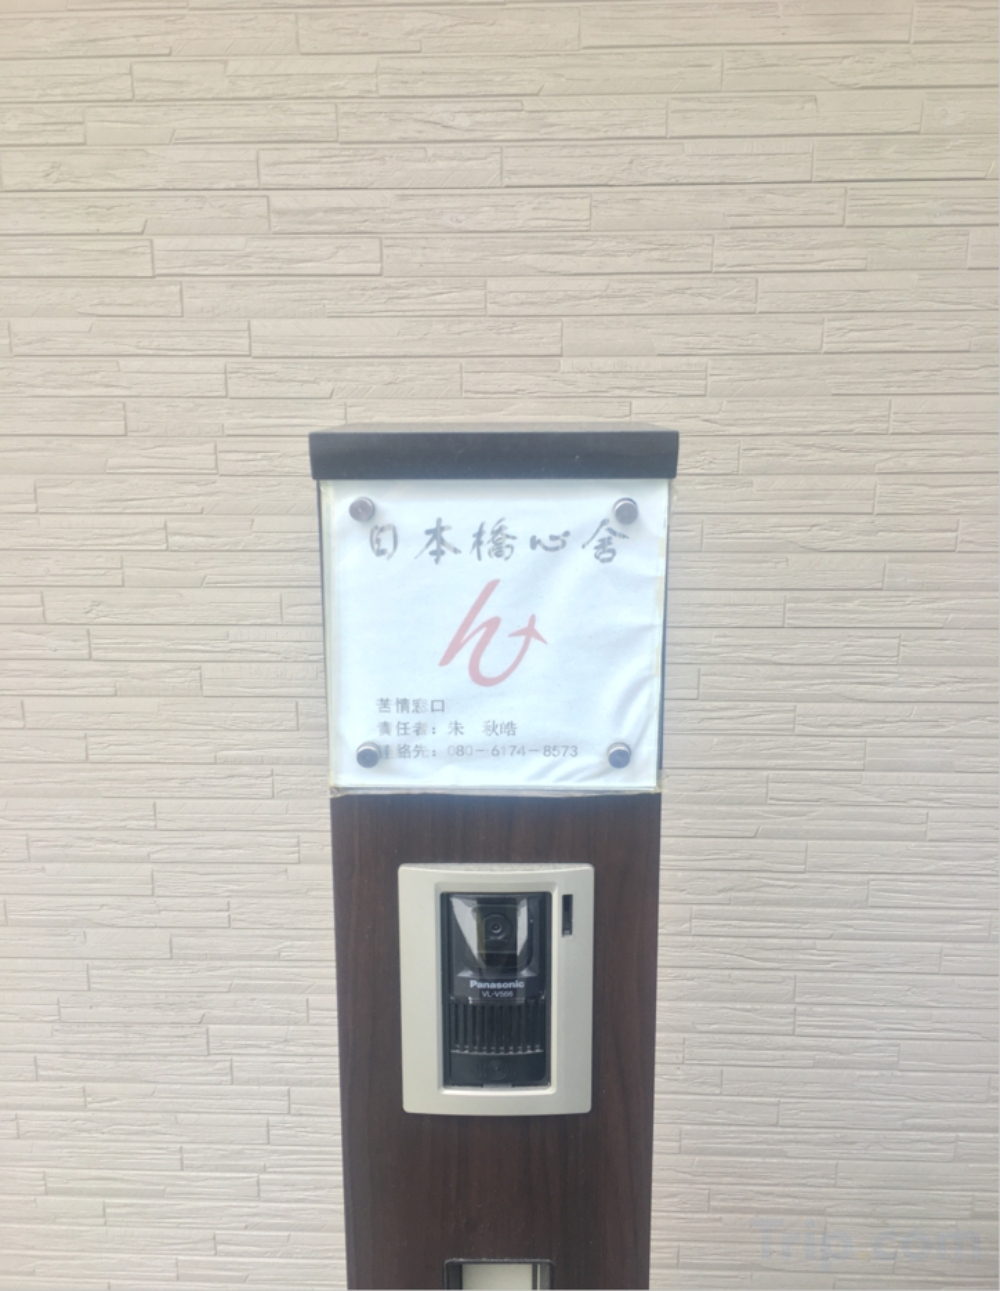 日本橋心舎
苦情窓口
責任者：朱　秋皓
連絡先：080－6174－8573
Panasonic
VL-V566
Trip.com